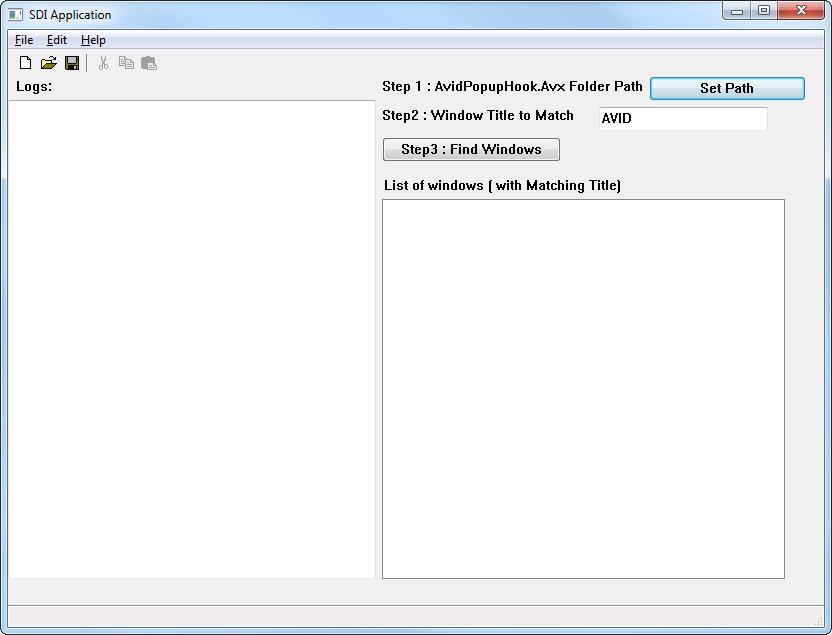 SDI Application
File Edit Help
Logs:
Step 1 : AvidPopupHook.Avx Folder Path
Set Path
Step2 : Window Title to Match
AVID
Step3 : Find Windows
List of windows ( with Matching Title)